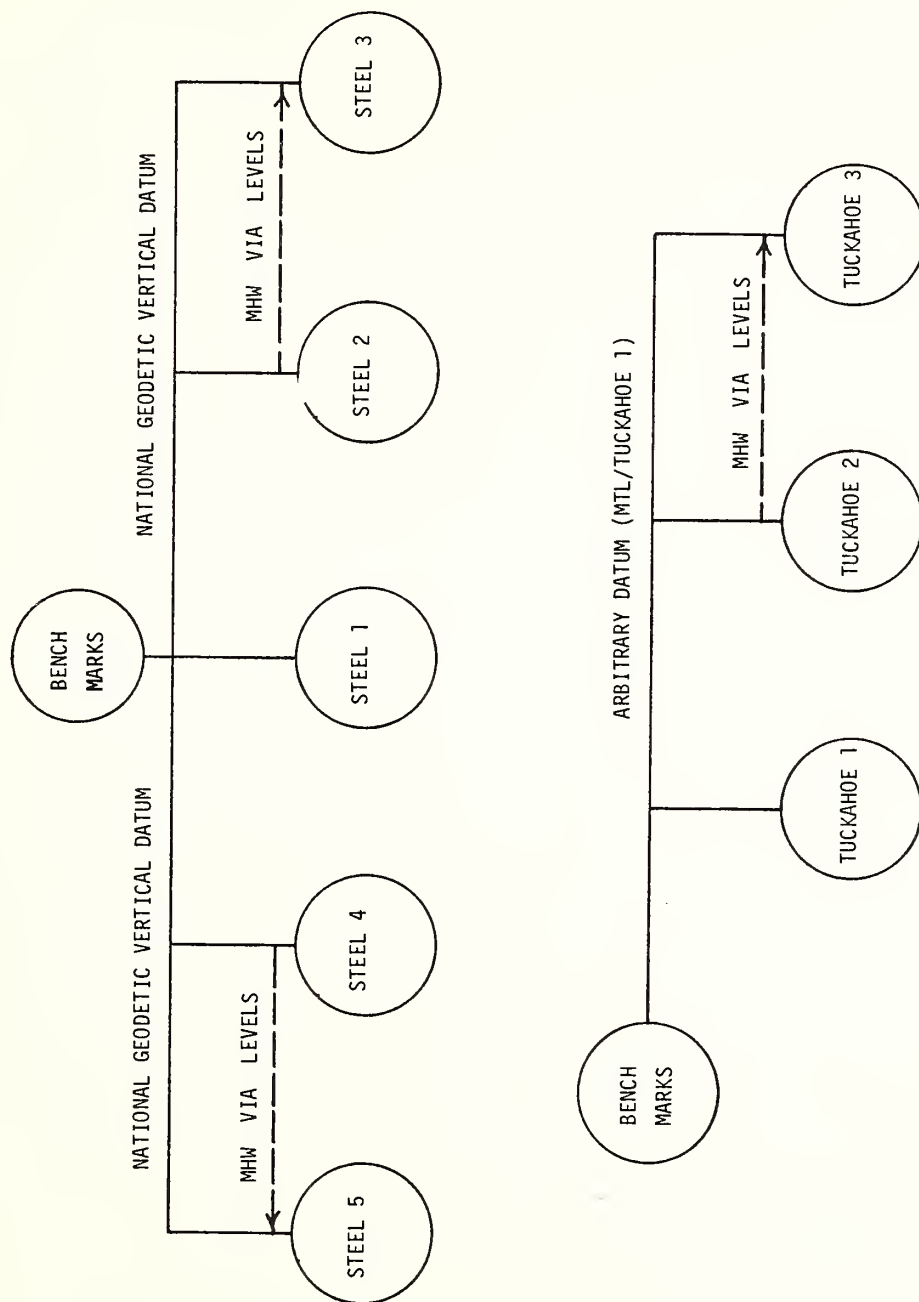 BENCH
MARKS
NATIONAL GEODETIC VERTICAL DATUM
NATIONAL GEODETIC VERTICAL DATUM
MHW VIA LEVELS
MHW VIA LEVELS
STEEL 5
STEEL 4
STEEL 1
STEEL 2
STEEL 3
ARBITRARY DATUM (MTL/TUCKAHOE 1)
BENCH
MARKS
MHW VIA LEVELS
TUCKAHOE 1
TUCKAHOE 2
TUCKAHOE 3